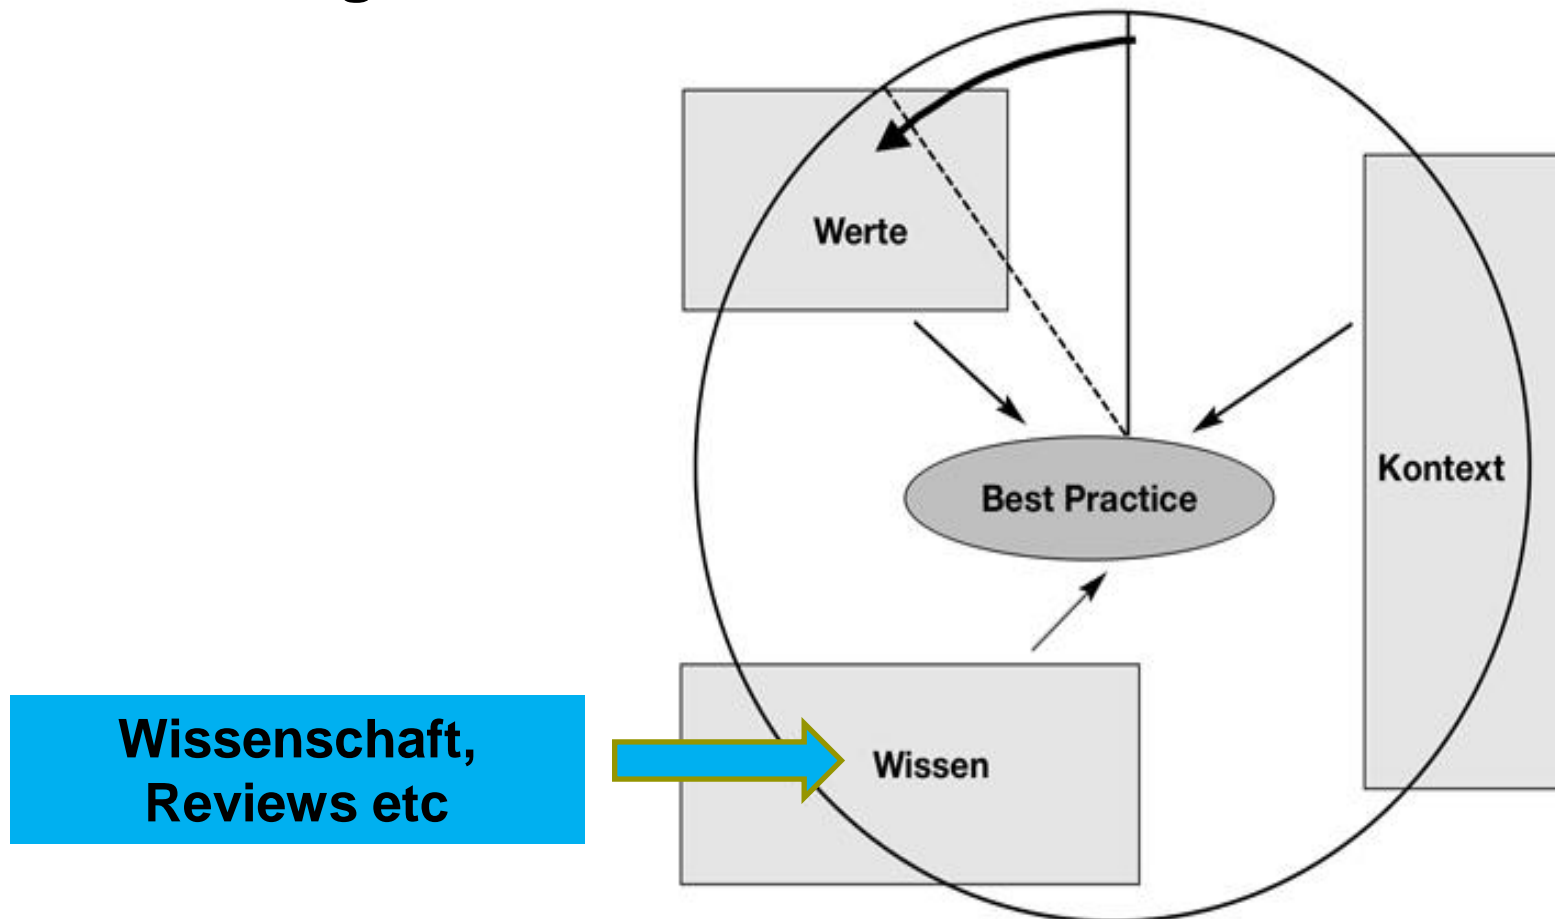 Werte
Kontext
Best Practice
Wissenschaft,
Reviews etc
Wissen